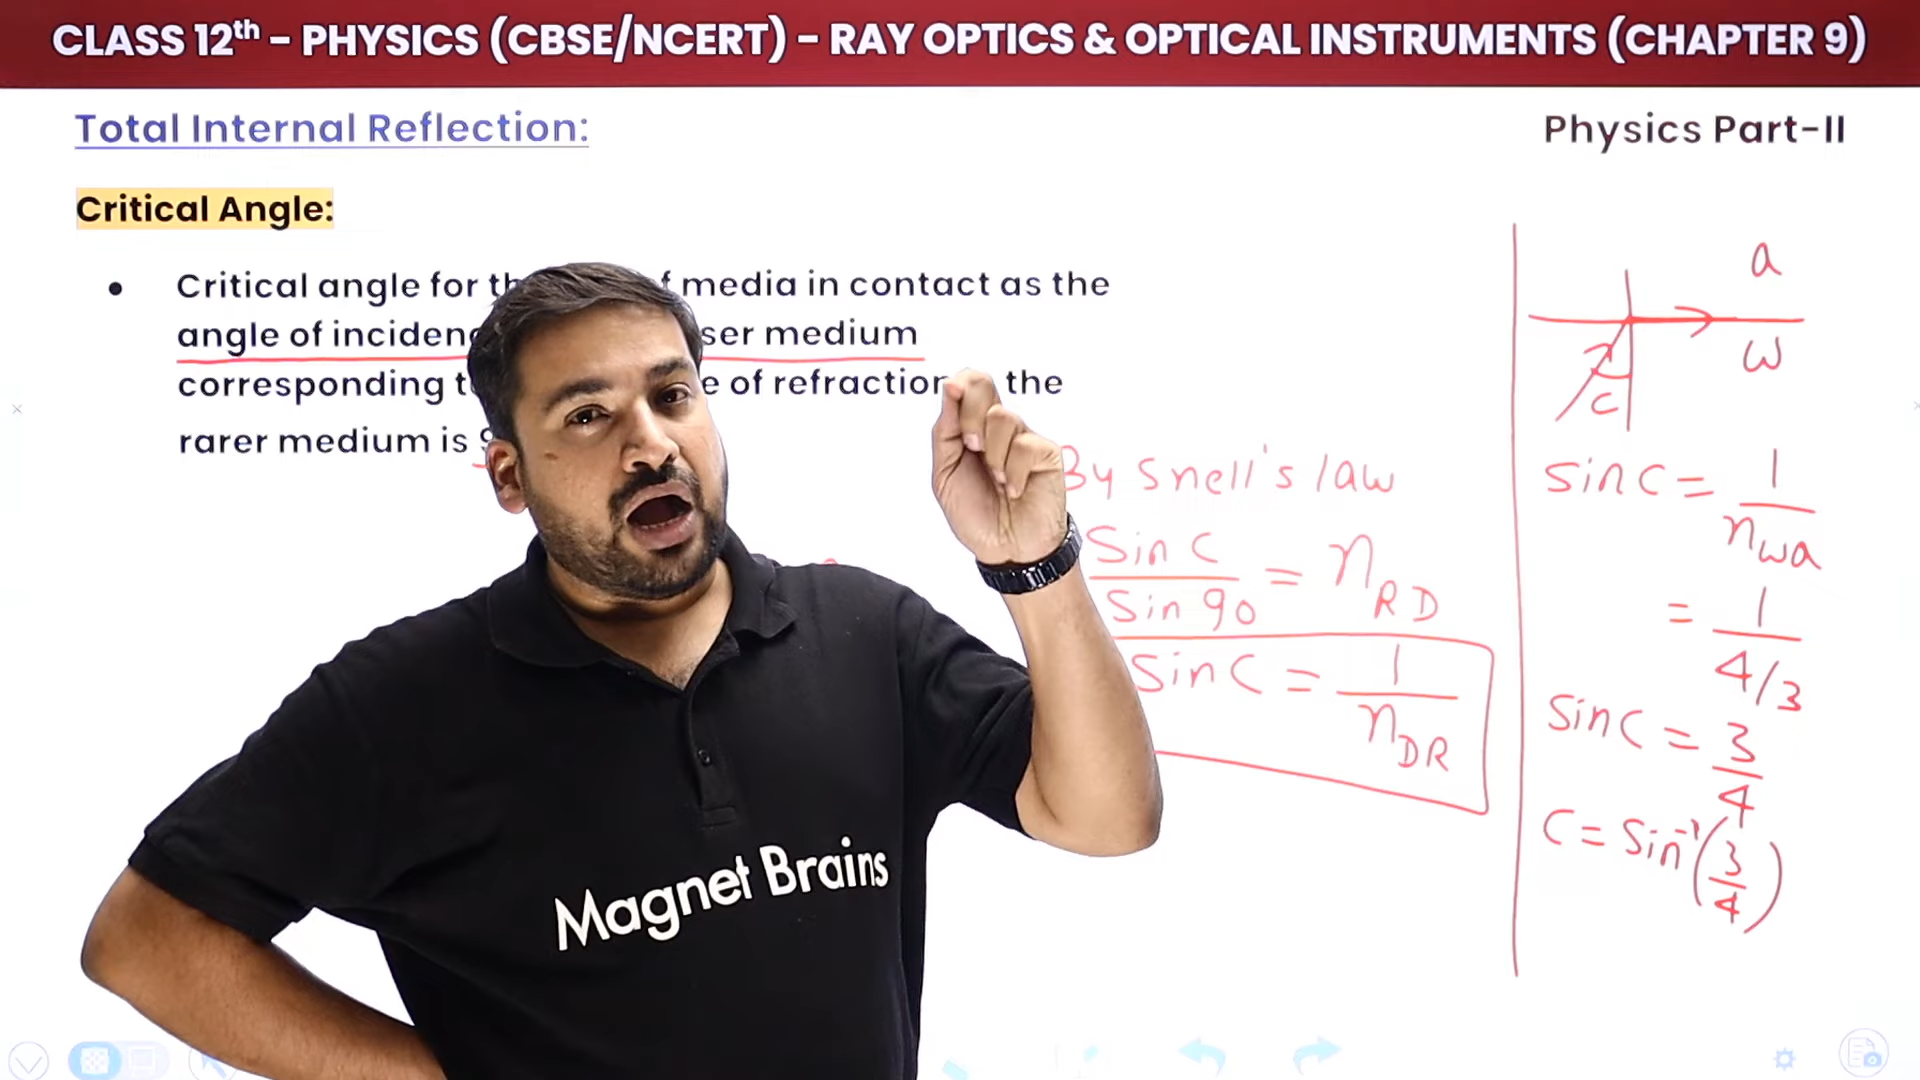 CLASS 12th - PHYSICS (CBSE/NCERT) - RAY OPTICS & OPTICAL INSTRUMENTS (CHAPTER 9)
Total Internal Reflection:
Physics Part-II
Critical Angle:
• Critical angle for of media in contact as the
angle of medium
corresponding of refraction the
rarer medium is
By Snell's law
Sin C / Sin 90 = n RD
Sin C = 1 / n DR
a
w
C
Sin C = 1 / n wa
= 1 / 4/3
Sin C = 3/4
C = Sin⁻¹(3/4)
Magnet Brains